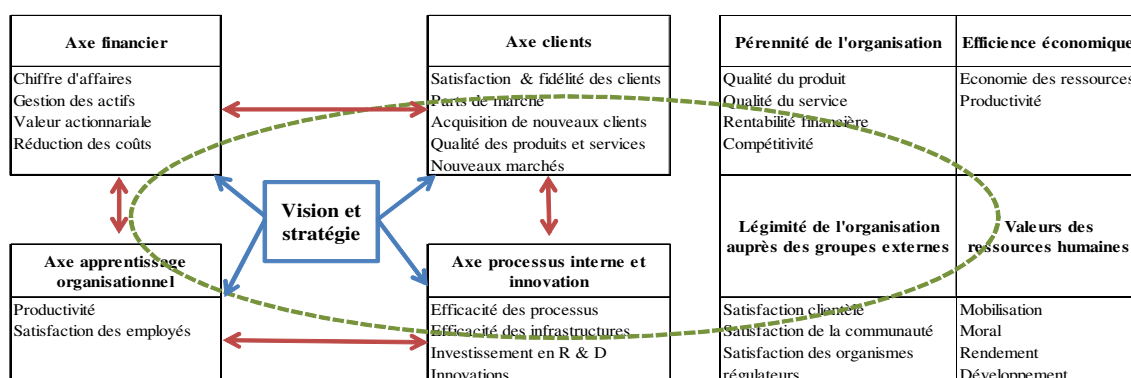 Axe financier
Chiffre d'affaires
Gestion des actifs
Valeur actionnariale
Réduction des coûts
Axe clients
Satisfaction & fidélité des clients
Parts de marché
Acquisition de nouveaux clients
Qualité des produits et services
Nouveaux marchés
Vision et
stratégie
Axe apprentissage
organisationnel
Productivité
Satisfaction des employés
Axe processus interne et
innovation
Efficacité des processus
Efficacité des infrastructures
Investissement en R & D
Innovations
Pérennité de l'organisation
Qualité du produit
Qualité du service
Rentabilité financière
Compétitivité
Efficience économique
Economie des ressources
Productivité
Légimité de l'organisation
auprès des groupes externes
Satisfaction clientèle
Satisfaction de la communauté
Satisfaction des organismes
régulateurs
Valeurs des
ressources humaines
Mobilisation
Moral
Rendement
Développement